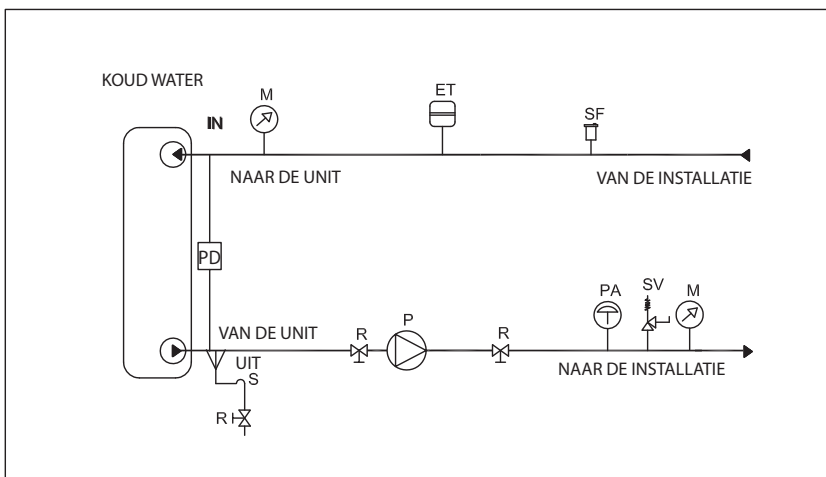 KOUD WATER
M
ET
SF
IN
NAAR DE UNIT
VAN DE INSTALLATIE
PD
PA
SV
M
VAN DE UNIT
R
P
R
UIT
NAAR DE INSTALLATIE
S
R